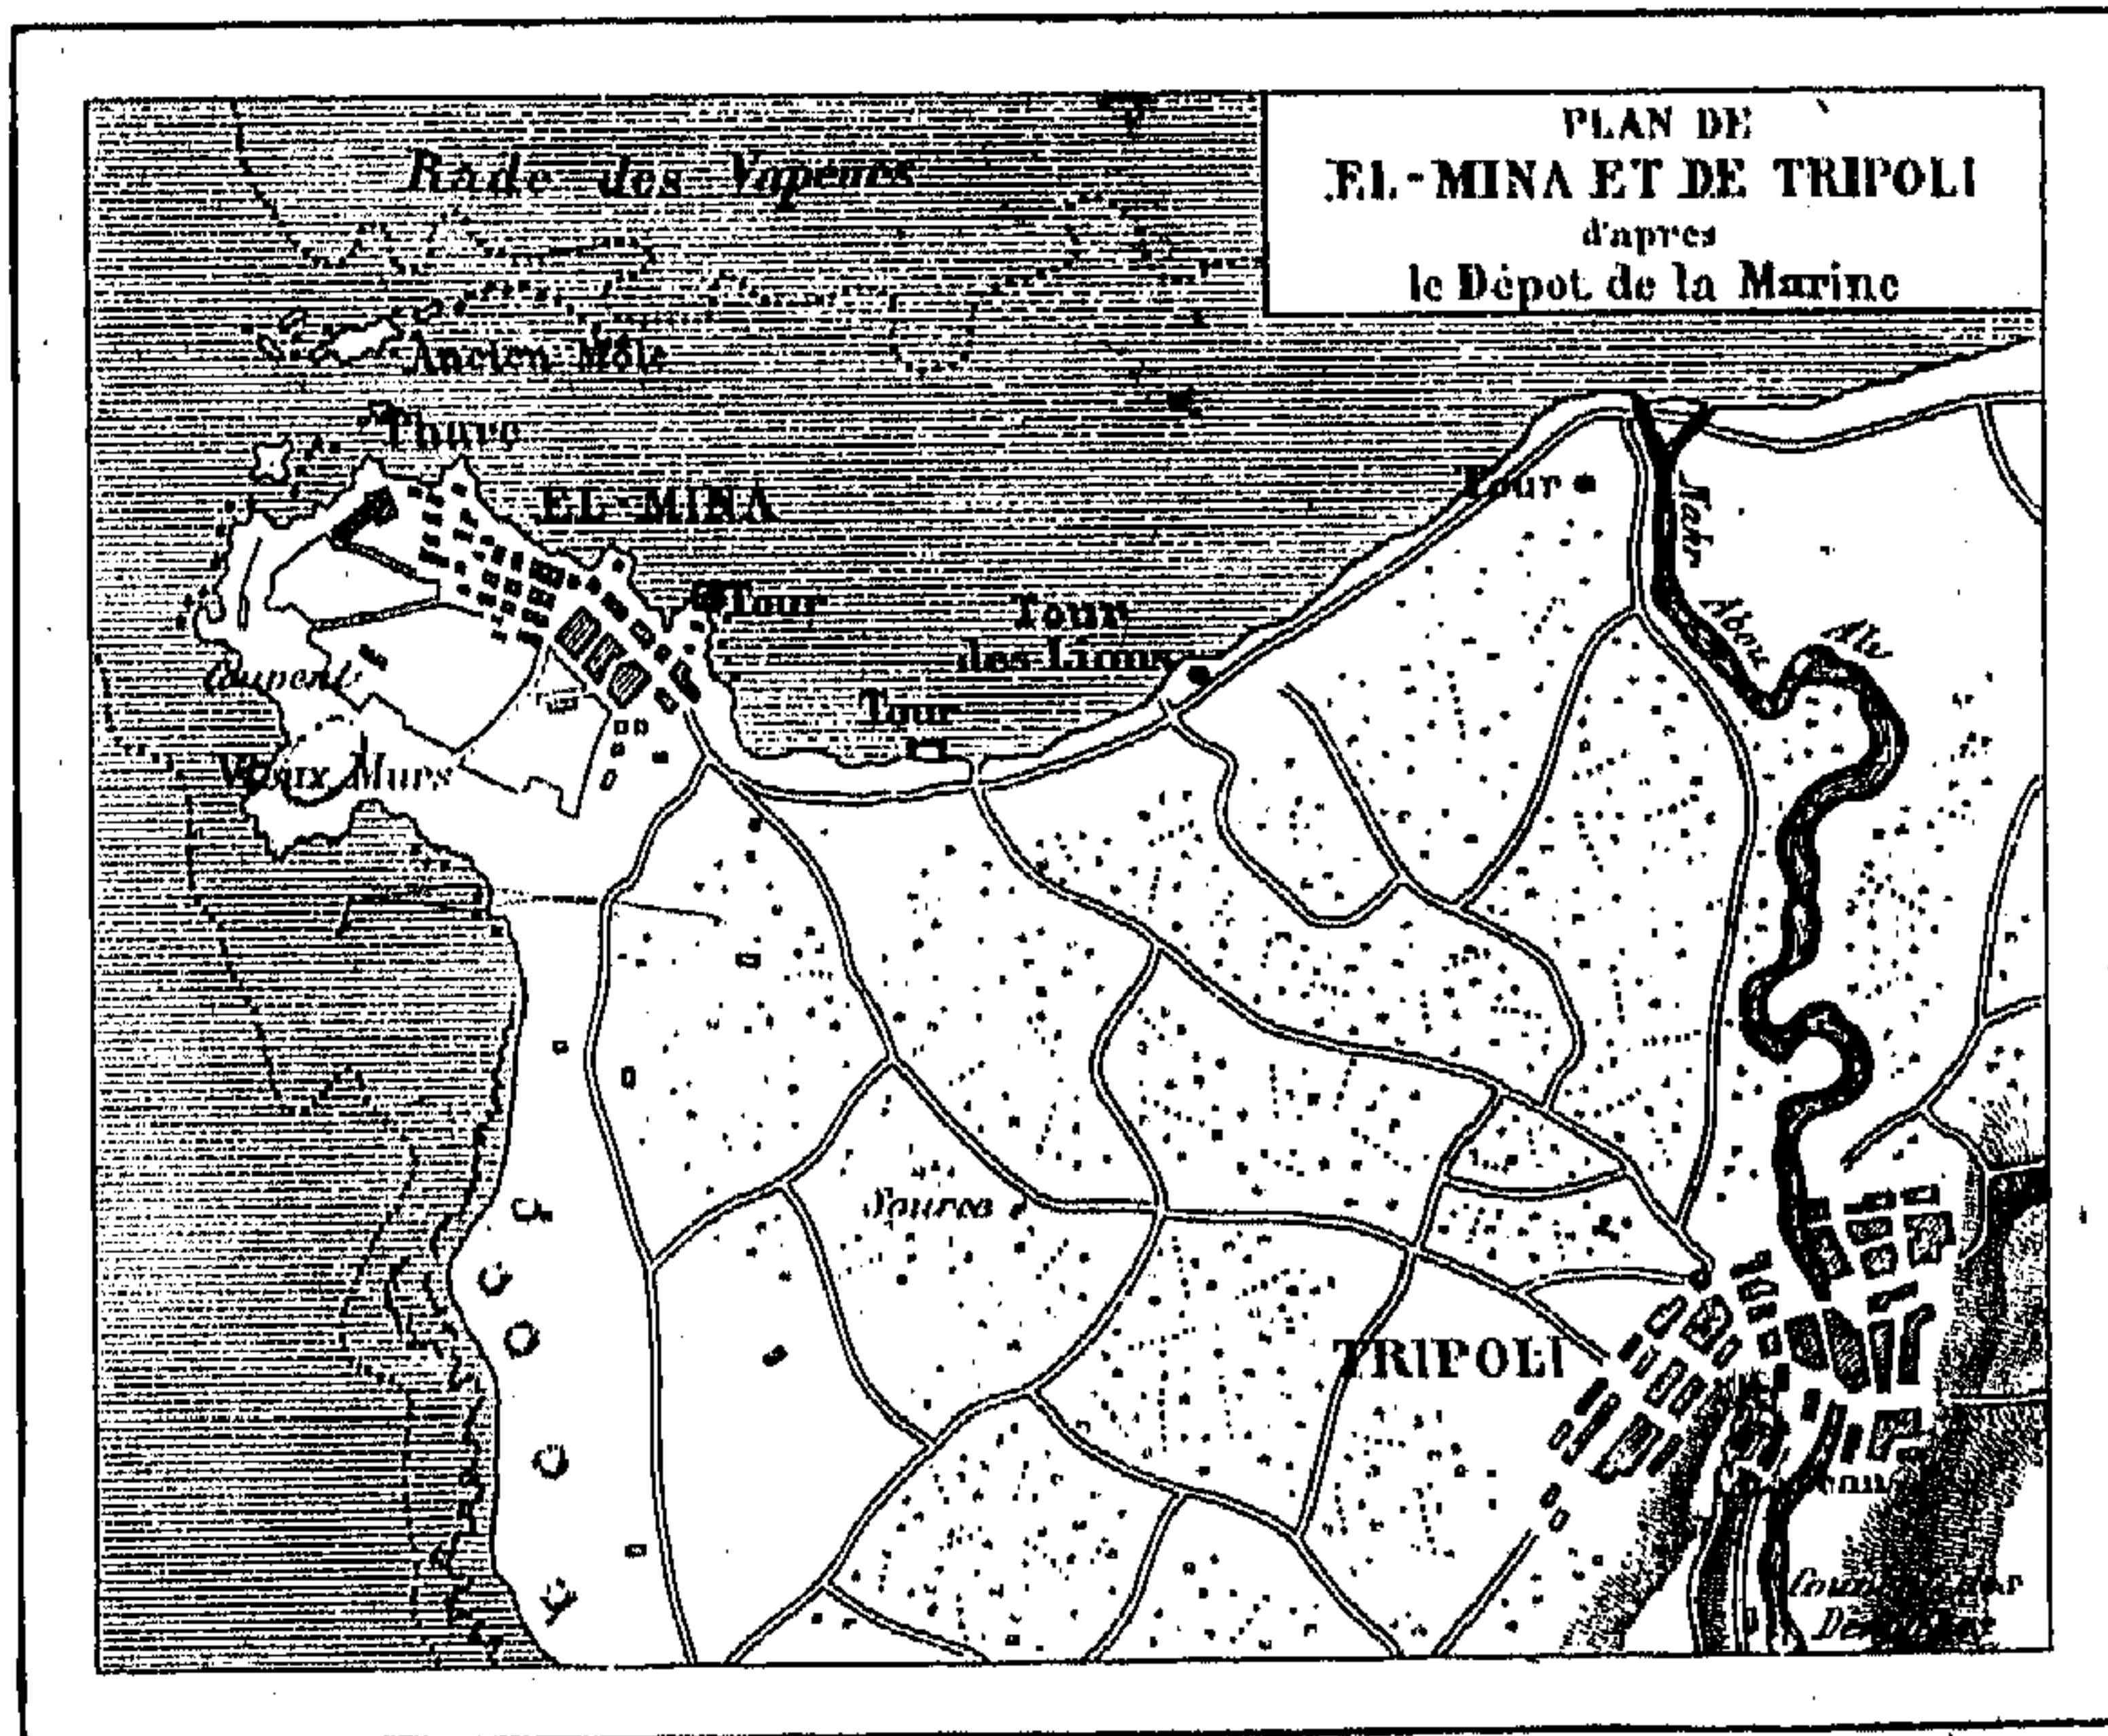 PLAN DE
EL-MINA ET DE TRIPOLI
d'apres
le Dépot de la Marine
Rade des Vapeurs
Ancien Môle
Phare
EL-MINA
Tour
Tour
des Lions
Tour
Tour
Nahr
Abou
Aly
Vieux Murs
Source
TRIPOLI